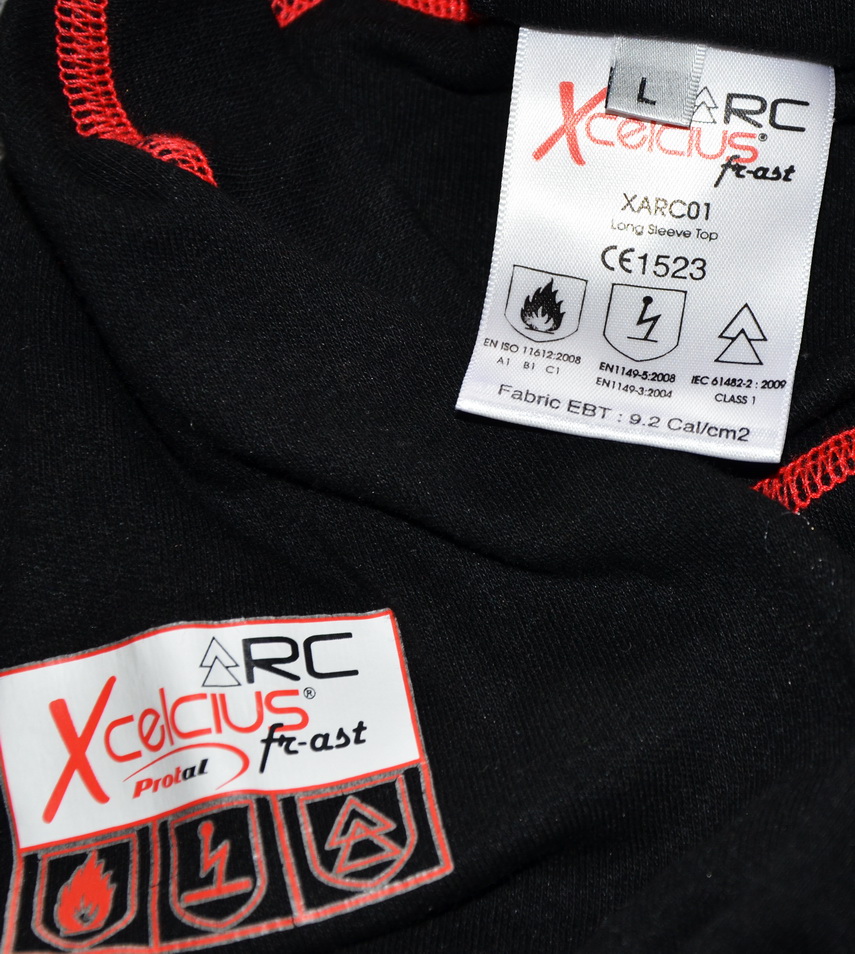 L
ARC
Xcelcius®
fr-ast
XARC01
Long Sleeve Top
CE1523
EN ISO 11612:2008
A1 B1 C1
EN1149-5:2008
EN1149-3:2004
IEC 61482-2 : 2009
CLASS 1
Fabric EBT : 9.2 Cal/cm2
ARC
Xcelcius®
fr-ast
Protal